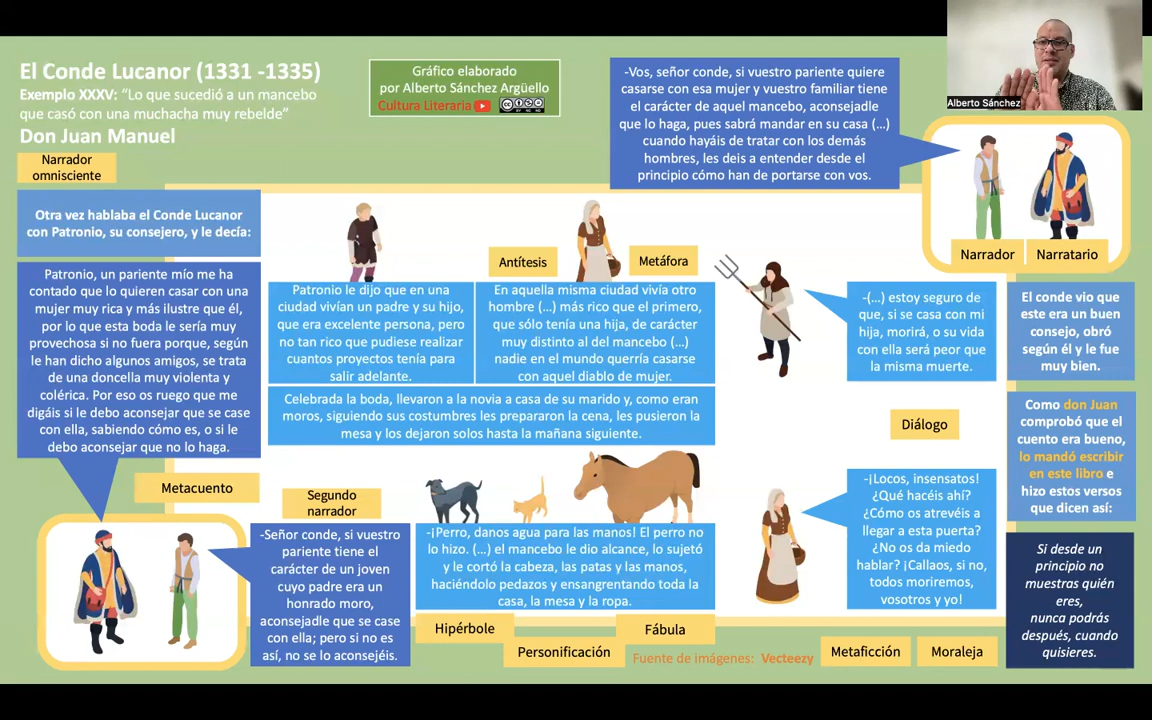 El Conde Lucanor (1331 -1335)
Exemplo XXXV: “Lo que sucedió a un mancebo
que casó con una muchacha muy rebelde”
Don Juan Manuel
Gráfico elaborado
por Alberto Sánchez Argüello
Cultura Literaria
-Vos, señor conde, si vuestro pariente quiere
casarse con esa mujer y vuestro familiar tiene
el carácter de aquel mancebo, aconsejadle
que lo haga, pues sabrá mandar en su casa (...)
cuando hayáis de tratar con los demás
hombres, les deis a entender desde el
principio cómo han de portarse con vos.
Alberto Sánchez
Narrador
omnisciente
Otra vez hablaba el Conde Lucanor
con Patronio, su consejero, y le decía:
Patronio, un pariente mío me ha
contado que lo quieren casar con una
mujer muy rica y más ilustre que él,
por lo que esta boda le sería muy
provechosa si no fuera porque, según
le han dicho algunos amigos, se trata
de una doncella muy violenta y
colérica. Por eso os ruego que me
digáis si le debo aconsejar que se case
con ella, sabiendo cómo es, o si le
debo aconsejar que no lo haga.
Metacuento
Segundo
narrador
-Señor conde, si vuestro
pariente tiene el
carácter de un joven
cuyo padre era un
honrado moro,
aconsejadle que se case
con ella; pero si no es
así, no se lo aconsejéis.
Antítesis
Metáfora
Patronio le dijo que en una
ciudad vivían un padre y su hijo,
que era excelente persona, pero
no tan rico que pudiese realizar
cuantos proyectos tenía para
salir adelante.
En aquella misma ciudad vivía otro
hombre (...) más rico que el primero,
que sólo tenía una hija, de carácter
muy distinto al del mancebo (...)
nadie en el mundo querría casarse
con aquel diablo de mujer.
Celebrada la boda, llevaron a la novia a casa de su marido y, como eran
moros, siguiendo sus costumbres les prepararon la cena, les pusieron la
mesa y los dejaron solos hasta la mañana siguiente.
-¡Perro, danos agua para las manos! El perro no
lo hizo. (...) el mancebo le dio alcance, lo sujetó
y le cortó la cabeza, las patas y las manos,
haciéndolo pedazos y ensangrentando toda la
casa, la mesa y la ropa.
Hipérbole
Personificación
Fábula
Fuente de imágenes: Vecteezy
-(...) estoy seguro de
que, si se casa con mi
hija, morirá, o su vida
con ella será peor que
la misma muerte.
Diálogo
-¡Locos, insensatos!
¿Qué hacéis ahí?
¿Cómo os atrevéis a
llegar a esta puerta?
¿No os da miedo
hablar? ¡Callaos, si no,
todos moriremos,
vosotros y yo!
Metaficción
Moraleja
Narrador
Narratario
El conde vio que
este era un buen
consejo, obró
según él y le fue
muy bien.
Como don Juan
comprobó que el
cuento era bueno,
lo mandó escribir
en este libro e
hizo estos versos
que dicen así:
Si desde un
principio no
muestras quién
eres,
nunca podrás
después, cuando
quisieres.